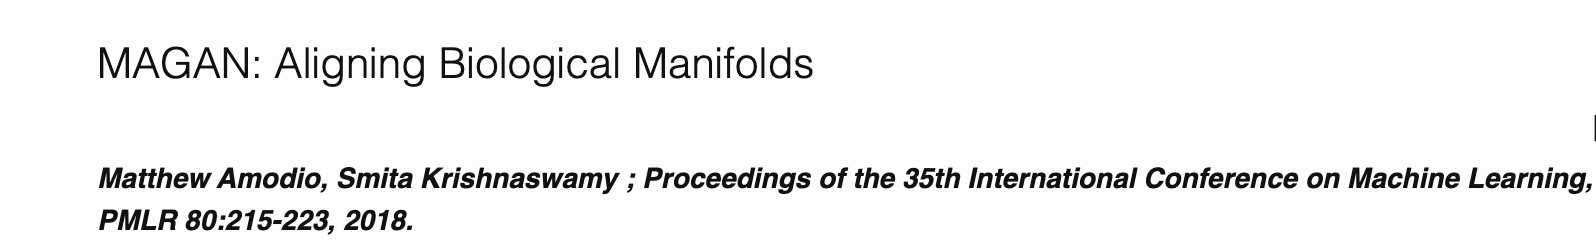 MAGAN: Aligning Biological Manifolds
Matthew Amodio, Smita Krishnaswamy ; Proceedings of the 35th International Conference on Machine Learning,
PMLR 80:215-223, 2018.